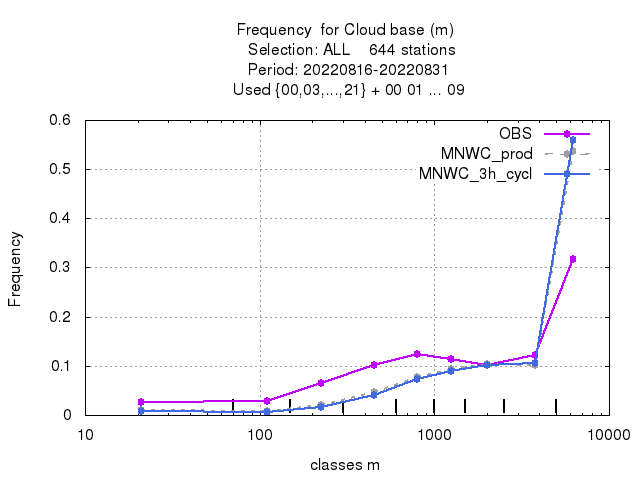 Frequency  for Cloud base (m)
Selection: ALL    644 stations
Period: 20220816-20220831
Used {00,03,...,21} + 00 01 ... 09
0.6
0.5
0.4
0.3
0.2
0.1
0
Frequency
OBS
MNWC_prod
MNWC_3h_cycl
10
100
1000
10000
classes m